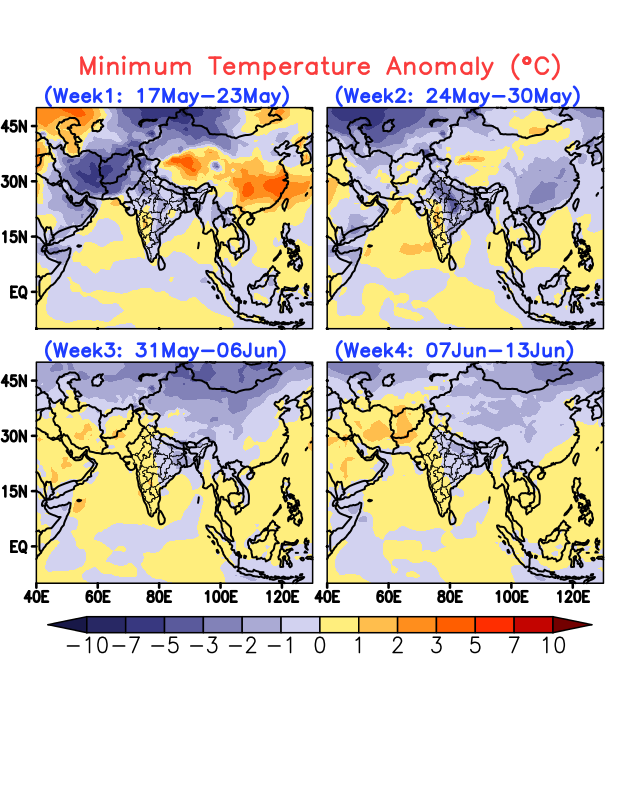 Minimum Temperature Anomaly (°C)
(Week1: 17May−23May) (Week2: 24May−30May)
45N
30N
15N
EQ
(Week3: 31May−06Jun) (Week4: 07Jun−13Jun)
45N
30N
15N
EQ
40E 60E 80E 100E 120E 40E 60E 80E 100E 120E
−10 −7 −5 −3 −2 −1 0 1 2 3 5 7 10